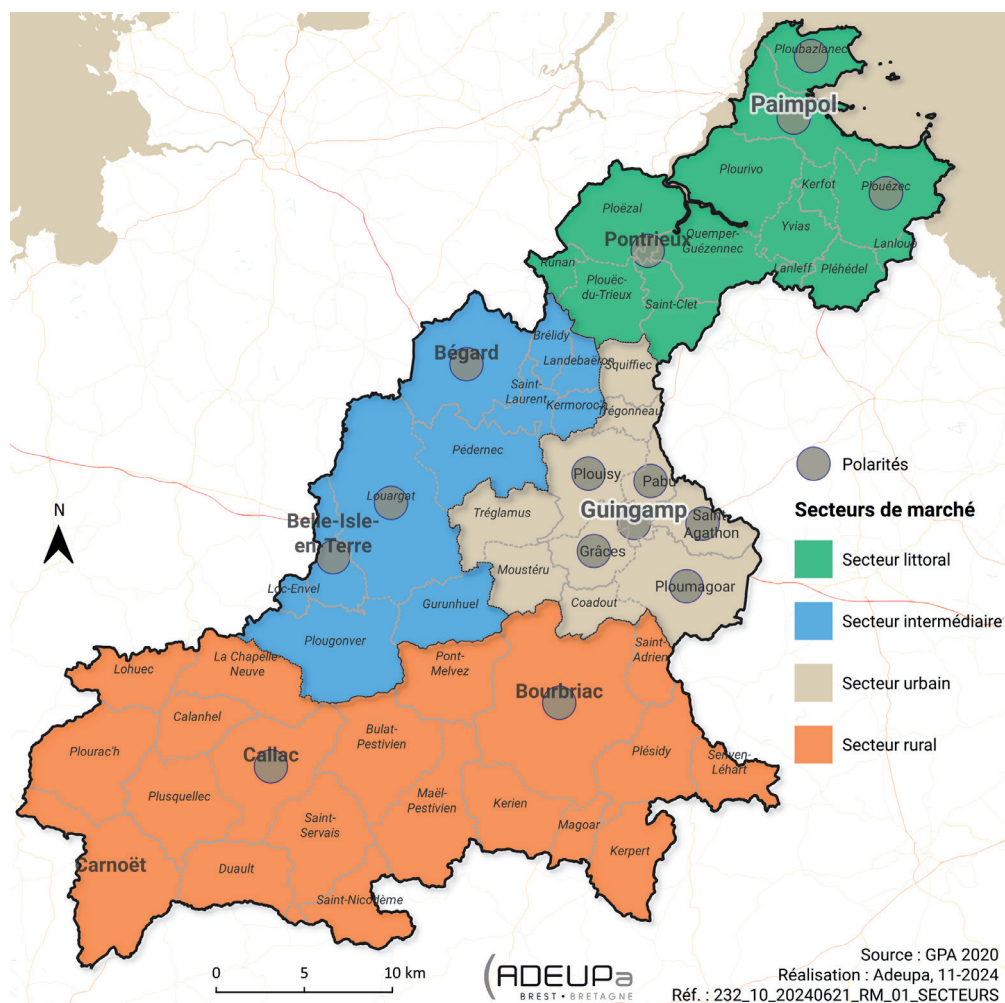 Ploubazlanec
Paimpol
Plourivo
Kerfot
Plouézec
Ploëzal
Yvias
Quemper-
Guézennec
Pontrieux
Lanloup
Runan
Lanleff
Pléhédel
Plouëc-
du-Trieux
Saint-Clet
Brélidy
Bégard
Landebaëron
Squiffiec
Saint-
Laurent
Kermoroc'h
Trégonneau
Pédernec
Plouisy
Pabu
Louargat
Tréglamus
Guingamp
Saint-
Agathon
Belle-Isle-
en-Terre
Grâces
Moustéru
Ploumagoar
Loc-Envel
Gurunhuel
Coadout
Plougonver
Saint-
Adrien
La Chapelle-
Neuve
Lohuec
Pont-
Melvez
Bourbriac
Calanhel
Bulat-
Pestivien
Plourac'h
Callac
Plésidy
Senven-
Léhart
Plusquellec
Maël-
Pestivien
Kerien
Saint-
Servais
Magoar
Kerpert
Carnoët
Duault
Saint-Nicodème
N
Polarités
Secteurs de marché
Secteur littoral
Secteur intermédiaire
Secteur urbain
Secteur rural
0 5 10 km
ADEUPa
BREST • BRETAGNE
Source : GPA 2020
Réalisation : Adeupa, 11-2024
Réf. : 232_10_20240621_RM_01_SECTEURS